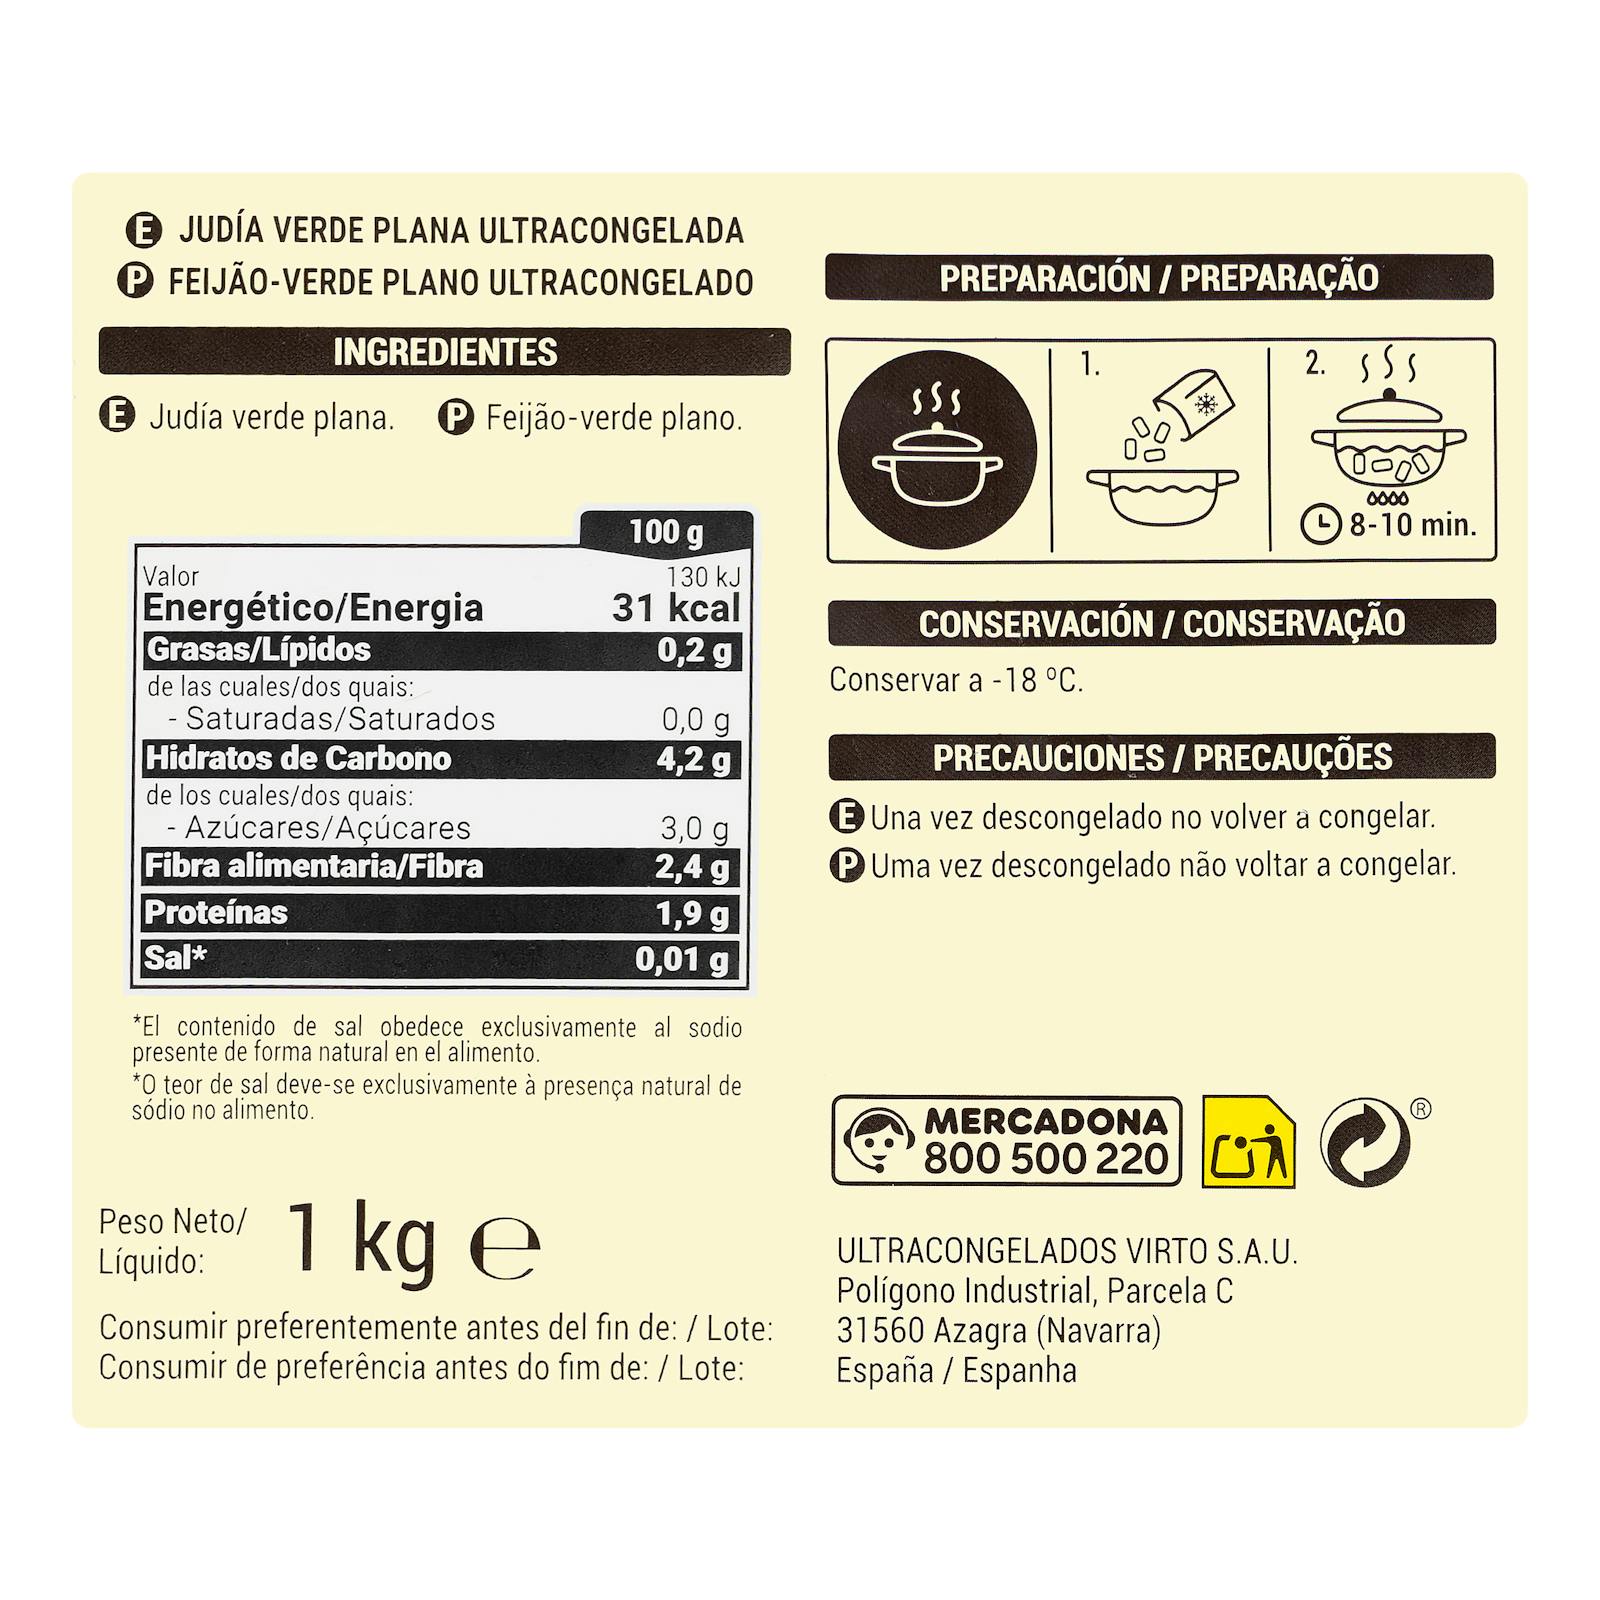 E JUDÍA VERDE PLANA ULTRACONGELADA
P FEIJÃO-VERDE PLANO ULTRACONGELADO
INGREDIENTES
E Judía verde plana. P Feijão-verde plano.
100 g
Valor 130 kJ
Energético/Energia 31 kcal
Grasas/Lípidos 0,2 g
de las cuales/dos quais:
- Saturadas/Saturados 0,0 g
Hidratos de Carbono 4,2 g
de los cuales/dos quais:
- Azúcares/Açúcares 3,0 g
Fibra alimentaria/Fibra 2,4 g
Proteínas 1,9 g
Sal* 0,01 g
*El contenido de sal obedece exclusivamente al sodio
presente de forma natural en el alimento.
*O teor de sal deve-se exclusivamente à presença natural de
sódio no alimento.
Peso Neto/
Líquido:
1 kg e
Consumir preferentemente antes del fin de: / Lote:
Consumir de preferência antes do fim de: / Lote:
PREPARACIÓN / PREPARAÇÃO
1.
2.
8-10 min.
CONSERVACIÓN / CONSERVAÇÃO
Conservar a -18 ºC.
PRECAUCIONES / PRECAUÇÕES
E Una vez descongelado no volver a congelar.
P Uma vez descongelado não voltar a congelar.
MERCADONA
800 500 220
®
ULTRACONGELADOS VIRTO S.A.U.
Polígono Industrial, Parcela C
31560 Azagra (Navarra)
España / Espanha